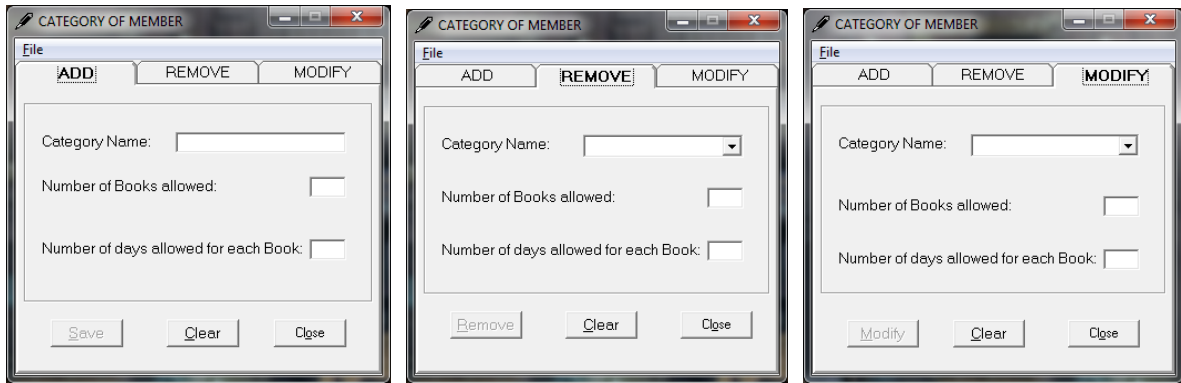 CATEGORY OF MEMBER
File
ADD REMOVE MODIFY
Category Name:
Number of Books allowed:
Number of days allowed for each Book:
Save Clear Close
CATEGORY OF MEMBER
File
ADD REMOVE MODIFY
Category Name:
Number of Books allowed:
Number of days allowed for each Book:
Remove Clear Close
CATEGORY OF MEMBER
File
ADD REMOVE MODIFY
Category Name:
Number of Books allowed:
Number of days allowed for each Book:
Modify Clear Close